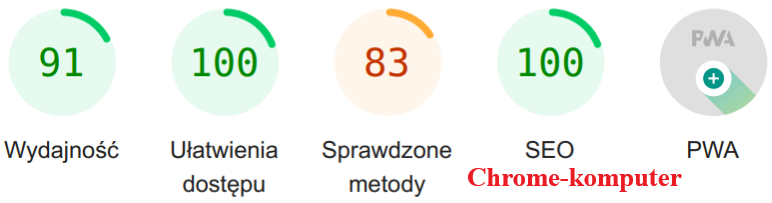 91 100 83 100 PWA
Wydajność Ułatwienia dostępu Sprawdzone metody SEO PWA
Chrome-komputer